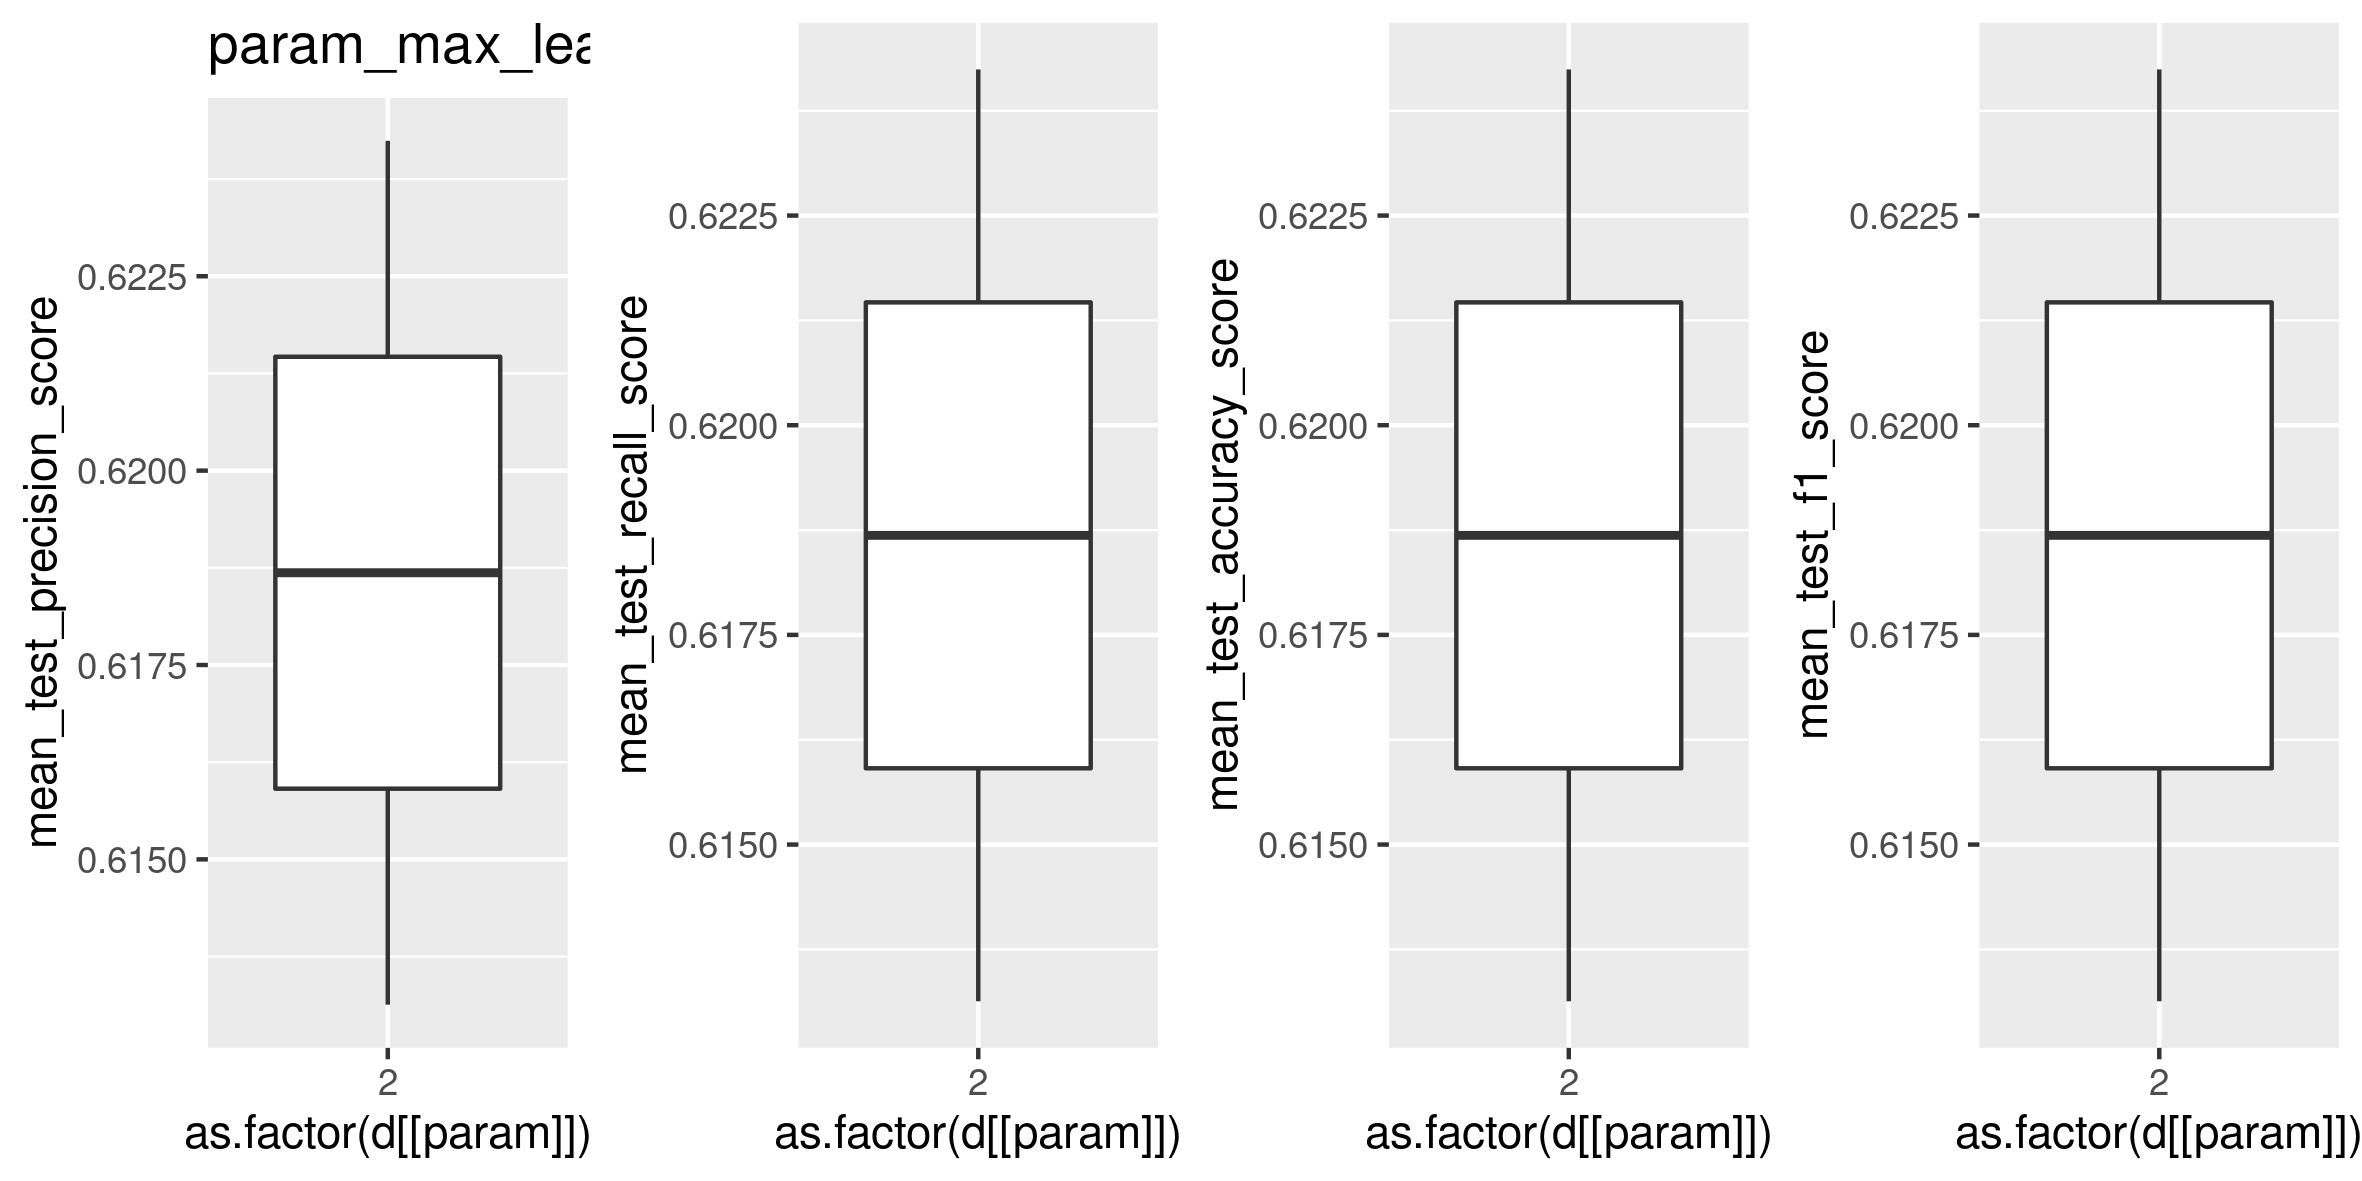 param_max_lea
mean_test_precision_score
0.6225
0.6200
0.6175
0.6150
2
as.factor(d[[param]])
mean_test_recall_score
0.6225
0.6200
0.6175
0.6150
2
as.factor(d[[param]])
mean_test_accuracy_score
0.6225
0.6200
0.6175
0.6150
2
as.factor(d[[param]])
mean_test_f1_score
0.6225
0.6200
0.6175
0.6150
2
as.factor(d[[param]])